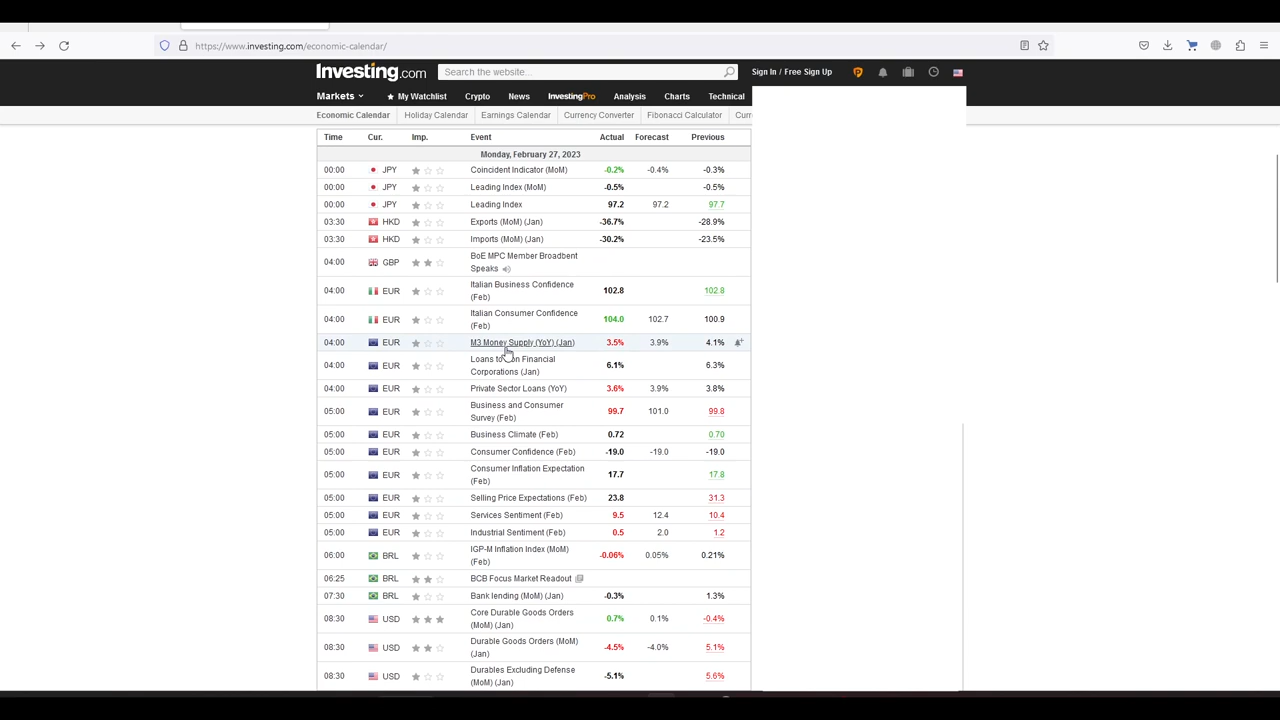 https://www.investing.com/economic-calendar/
Investing.com
Search the website...
Sign In / Free Sign Up
Markets
My Watchlist
Crypto
News
InvestingPro
Analysis
Charts
Technical
Economic Calendar
Holiday Calendar
Earnings Calendar
Currency Converter
Fibonacci Calculator
Time Cur. Imp. Event Actual Forecast Previous
Monday, February 27, 2023
00:00 JPY Coincident Indicator (MoM) -0.2% -0.4% -0.3%
00:00 JPY Leading Index (MoM) -0.5% -0.5%
00:00 JPY Leading Index 97.2 97.2 97.7
03:30 HKD Exports (MoM) (Jan) -36.7% -28.9%
03:30 HKD Imports (MoM) (Jan) -30.2% -23.5%
04:00 GBP BoE MPC Member Broadbent
Speaks
04:00 EUR Italian Business Confidence 102.8 102.8
(Feb)
04:00 EUR Italian Consumer Confidence 104.0 102.7 100.9
(Feb)
04:00 EUR M3 Money Supply (YoY) (Jan) 3.5% 3.9% 4.1%
04:00 EUR Loans to Financial 6.1% 6.3%
Corporations (Jan)
04:00 EUR Private Sector Loans (YoY) 3.6% 3.9% 3.8%
05:00 EUR Business and Consumer 99.7 101.0 99.8
Survey (Feb)
05:00 EUR Business Climate (Feb) 0.72 0.70
05:00 EUR Consumer Confidence (Feb) -19.0 -19.0 -19.0
05:00 EUR Consumer Inflation Expectation 17.7 17.8
(Feb)
05:00 EUR Selling Price Expectations (Feb) 23.8 31.3
05:00 EUR Services Sentiment (Feb) 9.5 12.4 10.4
05:00 EUR Industrial Sentiment (Feb) 0.5 2.0 1.2
06:00 BRL IGP-M Inflation Index (MoM) -0.06% 0.05% 0.21%
(Feb)
06:25 BRL BCB Focus Market Readout
07:30 BRL Bank lending (MoM) (Jan) -0.3% 1.3%
08:30 USD Core Durable Goods Orders 0.7% 0.1% -0.4%
(MoM) (Jan)
08:30 USD Durable Goods Orders (MoM) -4.5% -4.0% 5.1%
(Jan)
08:30 USD Durables Excluding Defense -5.1% 5.6%
(MoM) (Jan)